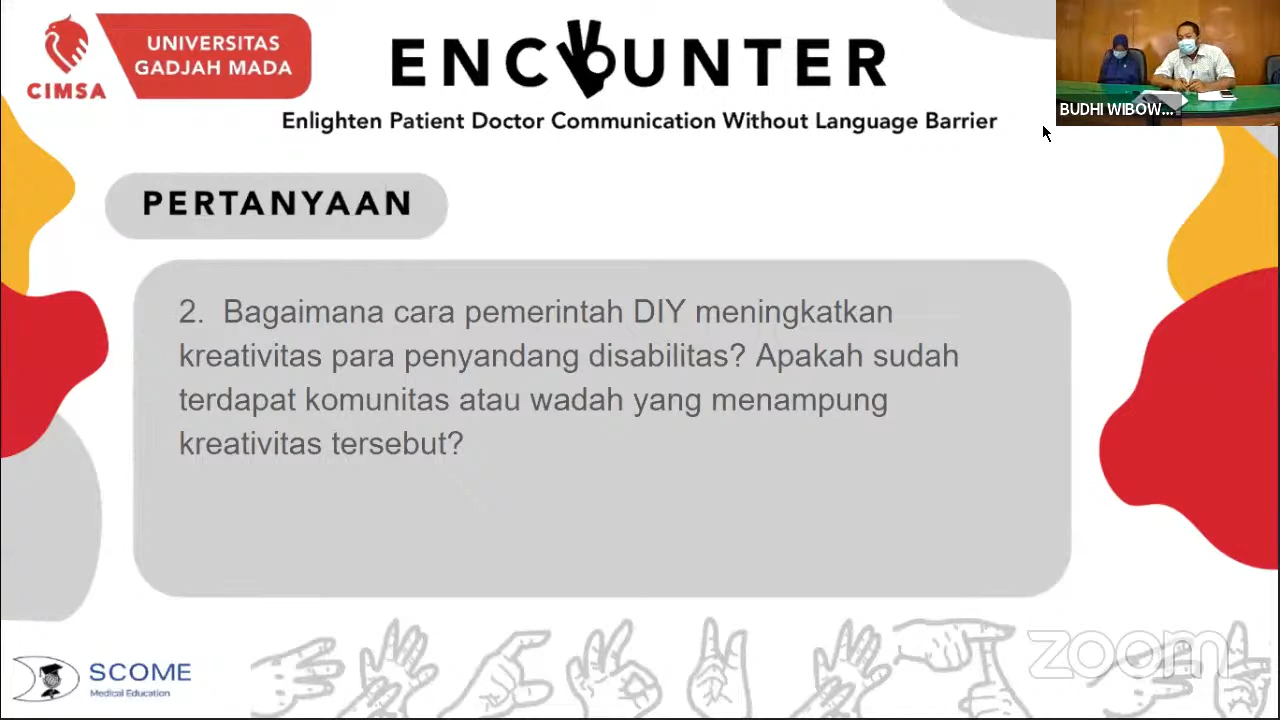 CIMSA
UNIVERSITAS
GADJAH MADA
ENCOUNTER
Enlighten Patient Doctor Communication Without Language Barrier
BUDHI WIBOW...
PERTANYAAN
2. Bagaimana cara pemerintah DIY meningkatkan
kreativitas para penyandang disabilitas? Apakah sudah
terdapat komunitas atau wadah yang menampung
kreativitas tersebut?
SCOME
Medical Education
zoom